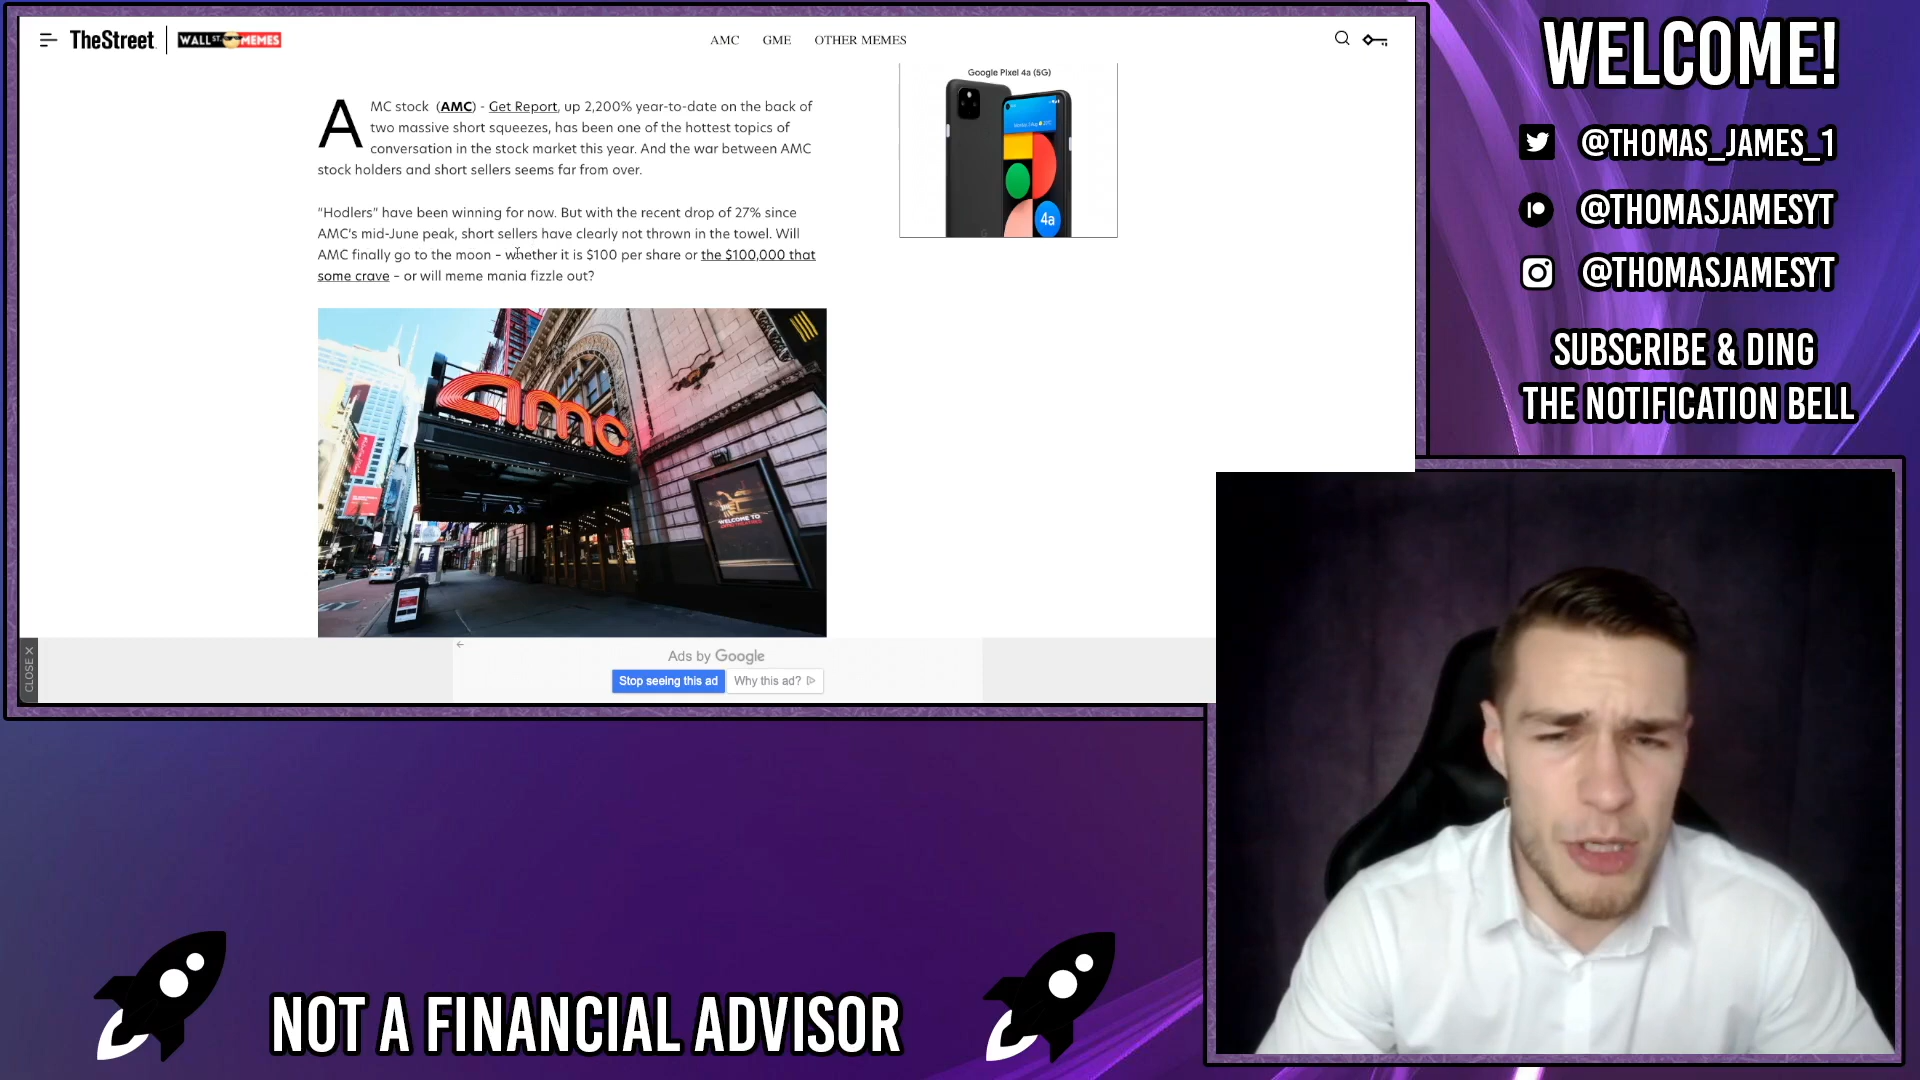 TheStreet
WALL ST. MEMES
AMC GME OTHER MEMES
Google Pixel 4a (5G)
AMC stock (AMC) - Get Report, up 2,200% year-to-date on the back of
two massive short squeezes, has been one of the hottest topics of
conversation in the stock market this year. And the war between AMC
stock holders and short sellers seems far from over.
“Hodlers” have been winning for now. But with the recent drop of 27% since
AMC's mid-June peak, short sellers have clearly not thrown in the towel. Will
AMC finally go to the moon – whether it is $100 per share or the $100,000 that
some crave – or will meme mania fizzle out?
4a
amc
WELCOME TO
CLOSE X
Ads by Google
Stop seeing this ad
Why this ad?
WELCOME!
@THOMAS_JAMES_1
@THOMASJAMESYT
@THOMASJAMESYT
SUBSCRIBE & DING
THE NOTIFICATION BELL
NOT A FINANCIAL ADVISOR